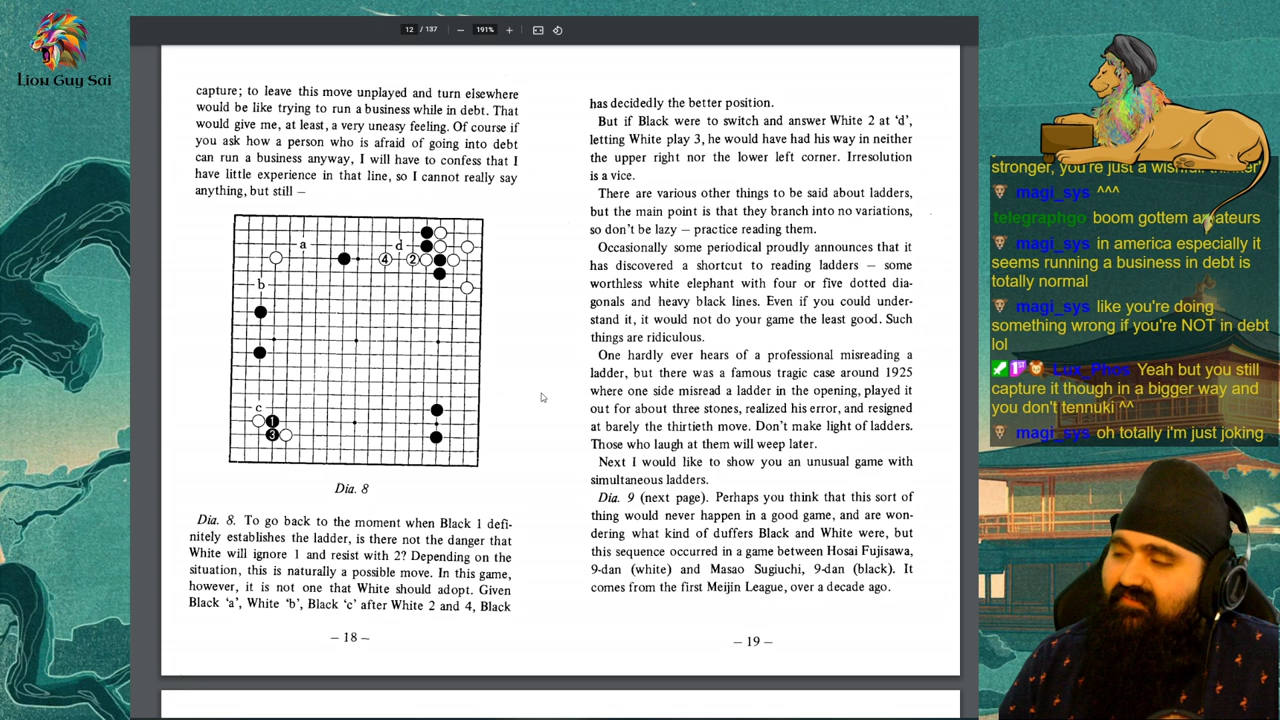 Lion Guy Sai
12 / 137
191%
capture; to leave this move unplayed and turn elsewhere
would be like trying to run a business while in debt. That
would give me, at least, a very uneasy feeling. Of course if
you ask how a person who is afraid of going into debt
can run a business anyway, I will have to confess that I
have little experience in that line, so I cannot really say
anything, but still —
a
d
4
2
b
c
1
3
Dia. 8
Dia. 8. To go back to the moment when Black 1 defi-
nitely establishes the ladder, is there not the danger that
White will ignore 1 and resist with 2? Depending on the
situation, this is naturally a possible move. In this game,
however, it is not one that White should adopt. Given
Black ‘a’, White ‘b’, Black ‘c’ after White 2 and 4, Black
— 18 —
has decidedly the better position.
But if Black were to switch and answer White 2 at ‘d’,
letting White play 3, he would have had his way in neither
the upper right nor the lower left corner. Irresolution
is a vice.
There are various other things to be said about ladders,
but the main point is that they branch into no variations,
so don’t be lazy — practice reading them.
Occasionally some periodical proudly announces that it
has discovered a shortcut to reading ladders — some
worthless white elephant with four or five dotted dia-
gonals and heavy black lines. Even if you could under-
stand it, it would not do your game the least good. Such
things are ridiculous.
One hardly ever hears of a professional misreading a
ladder, but there was a famous tragic case around 1925
where one side misread a ladder in the opening, played it
out for about three stones, realized his error, and resigned
at barely the thirtieth move. Don’t make light of ladders.
Those who laugh at them will weep later.
Next I would like to show you an unusual game with
simultaneous ladders.
Dia. 9 (next page). Perhaps you think that this sort of
thing would never happen in a good game, and are won-
dering what kind of duffers Black and White were, but
this sequence occurred in a game between Hosai Fujisawa,
9-dan (white) and Masao Sugiuchi, 9-dan (black). It
comes from the first Meijin League, over a decade ago.
— 19 —
stronger, you're just a wishful thinker
magi_sys ^^^
telegraphgo boom gottem amateurs
magi_sys in america especially it
seems running a business in debt is
totally normal
magi_sys like you're doing
something wrong if you're NOT in debt
lol
Lux_Phos Yeah but you still
capture it though in a bigger way and
you don't tennuki ^^
magi_sys oh totally i'm just joking